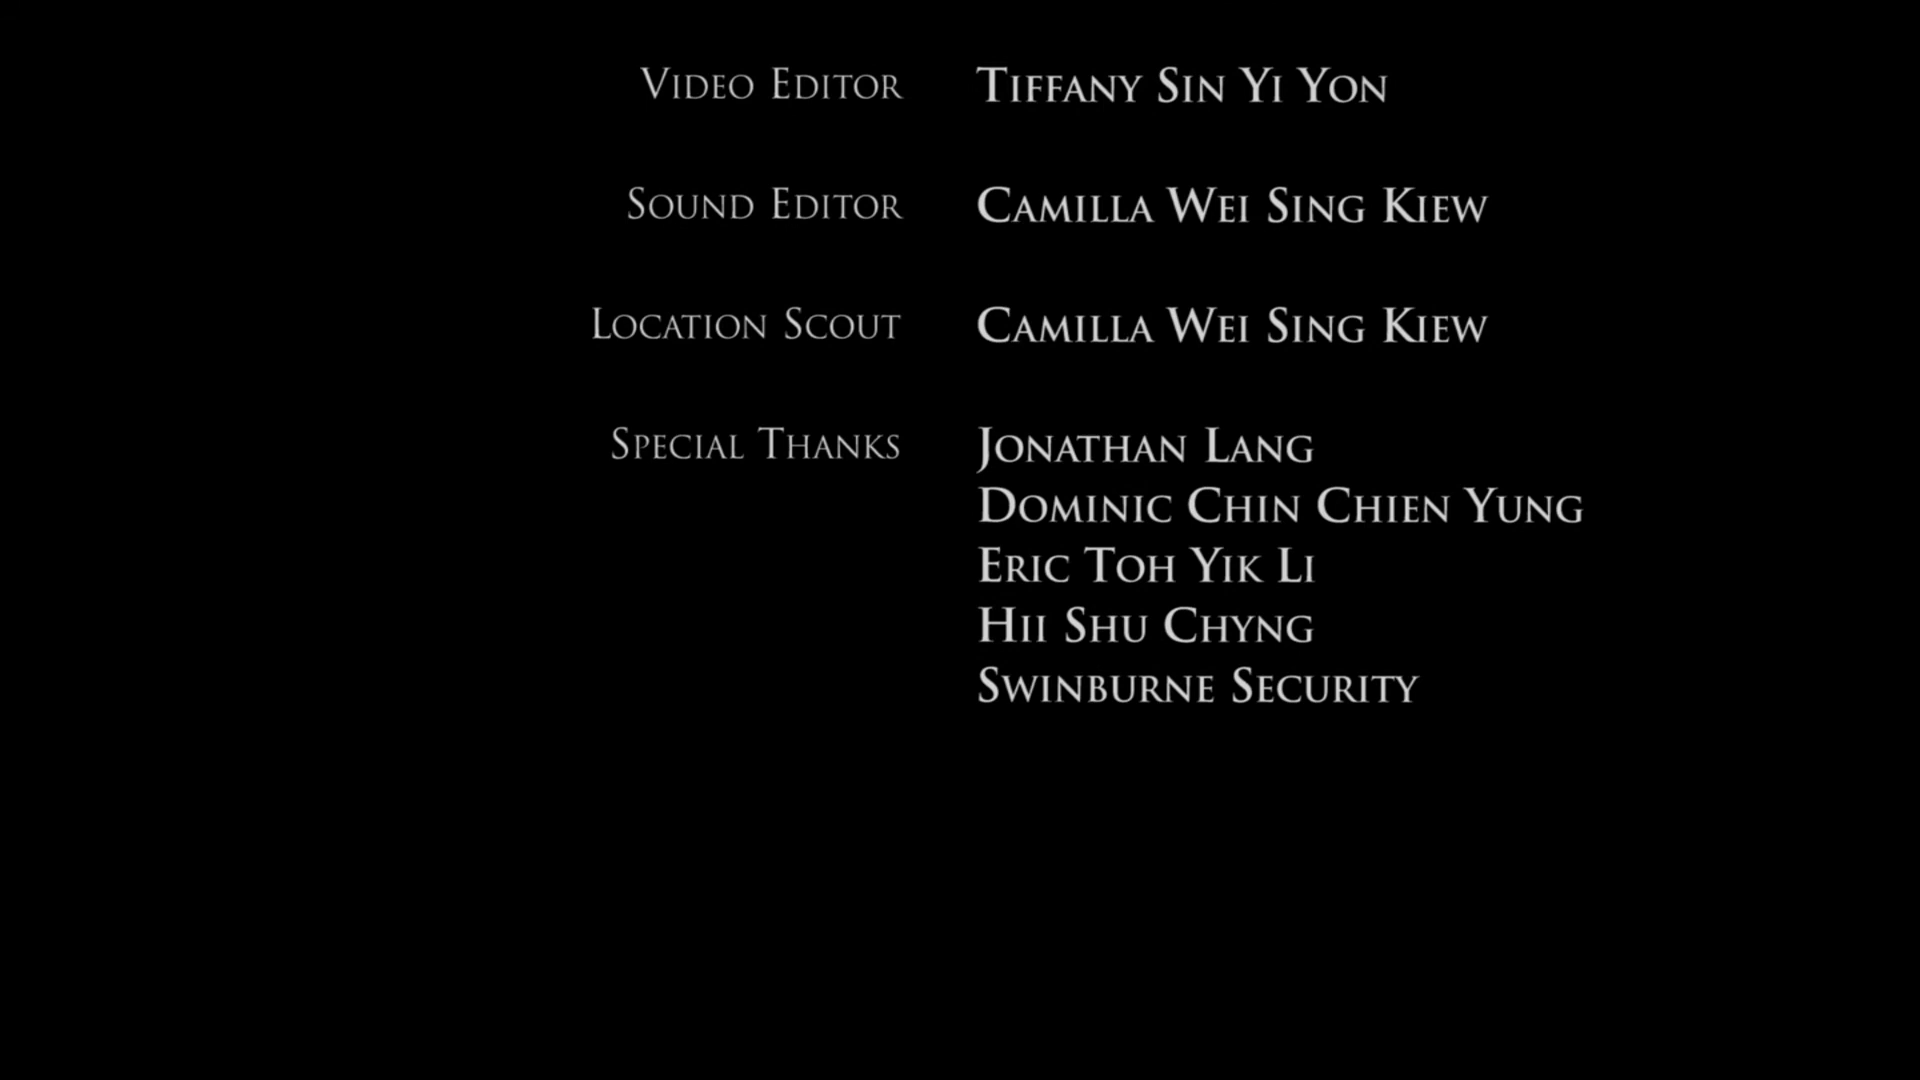 Video Editor Tiffany Sin Yi Yon
Sound Editor Camilla Wei Sing Kiew
Location Scout Camilla Wei Sing Kiew
Special Thanks Jonathan Lang
Dominic Chin Chien Yung
Eric Toh Yik Li
Hii Shu Chyng
Swinburne Security